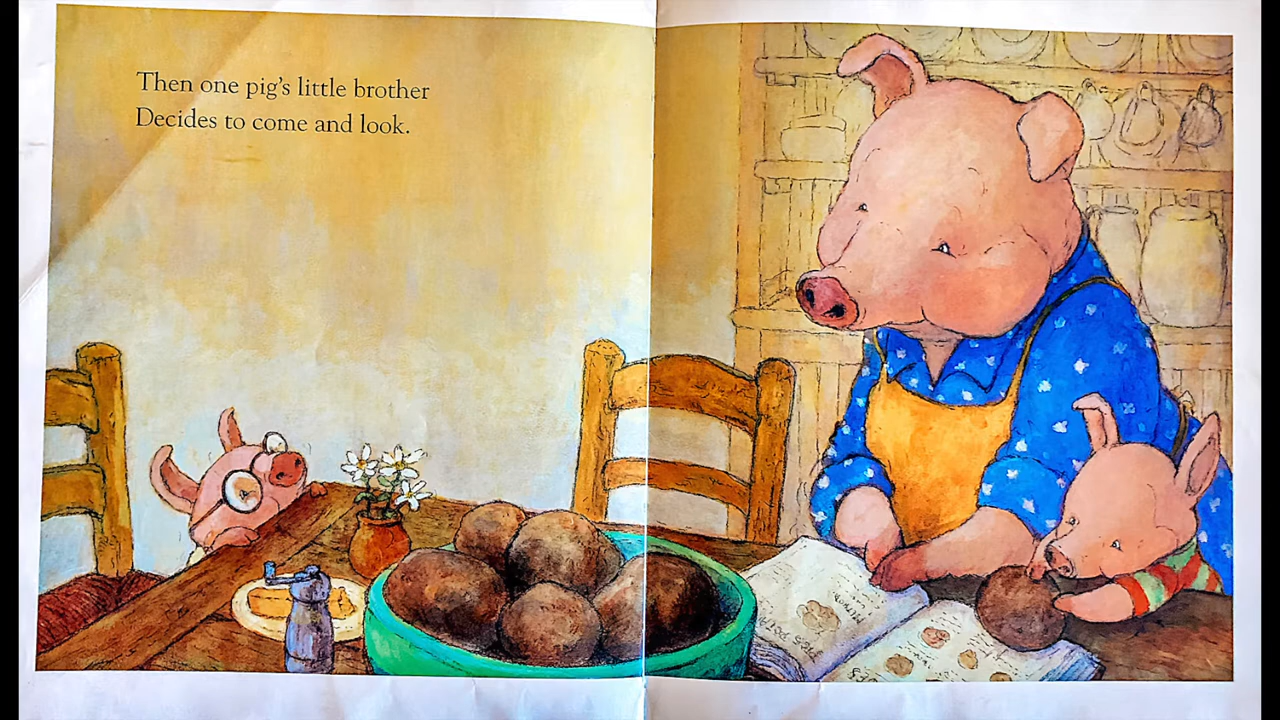 Then one pig's little brother
Decides to come and look.